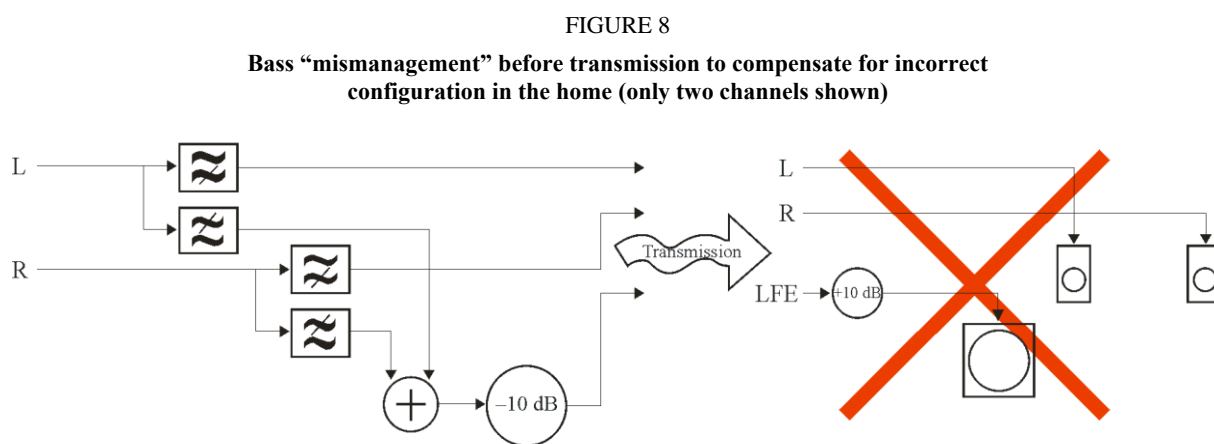 FIGURE 8
Bass “mismanagement” before transmission to compensate for incorrect
configuration in the home (only two channels shown)
L
R
–10 dB
Transmission
L
R
LFE
+10 dB